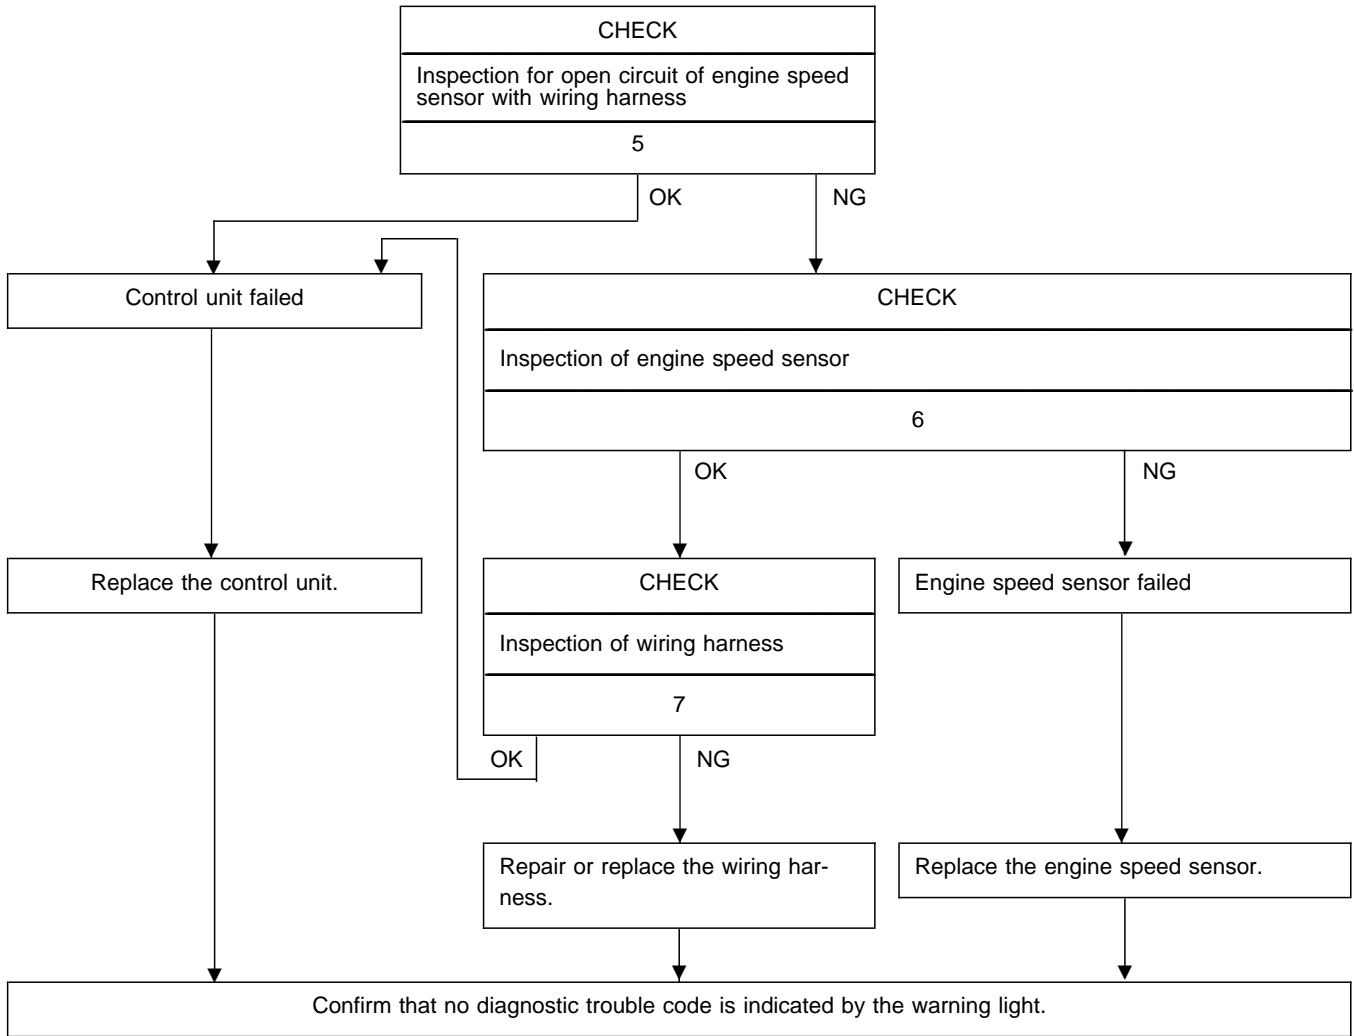 CHECK
Inspection for open circuit of engine speed
sensor with wiring harness
5
OK
NG
Control unit failed
CHECK
Inspection of engine speed sensor
6
OK
NG
Replace the control unit.
CHECK
Engine speed sensor failed
Inspection of wiring harness
7
OK
NG
Repair or replace the wiring har-
ness.
Replace the engine speed sensor.
Confirm that no diagnostic trouble code is indicated by the warning light.